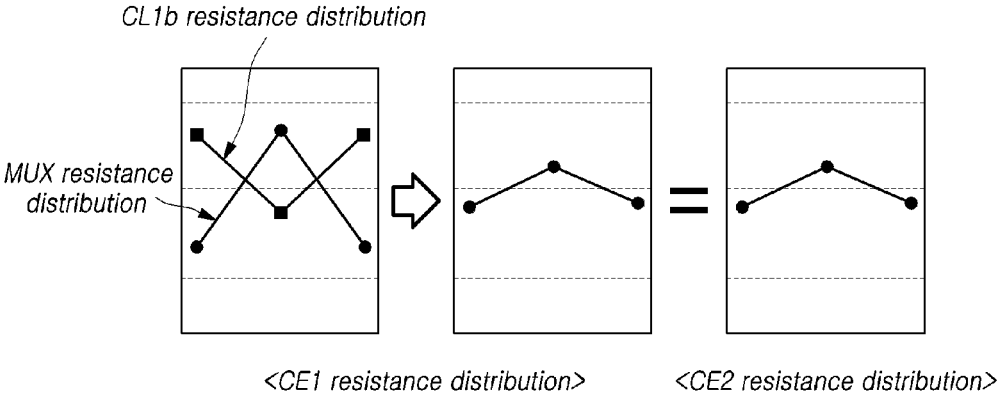 CL1b resistance distribution
MUX resistance
distribution
<CE1 resistance distribution>
<CE2 resistance distribution>